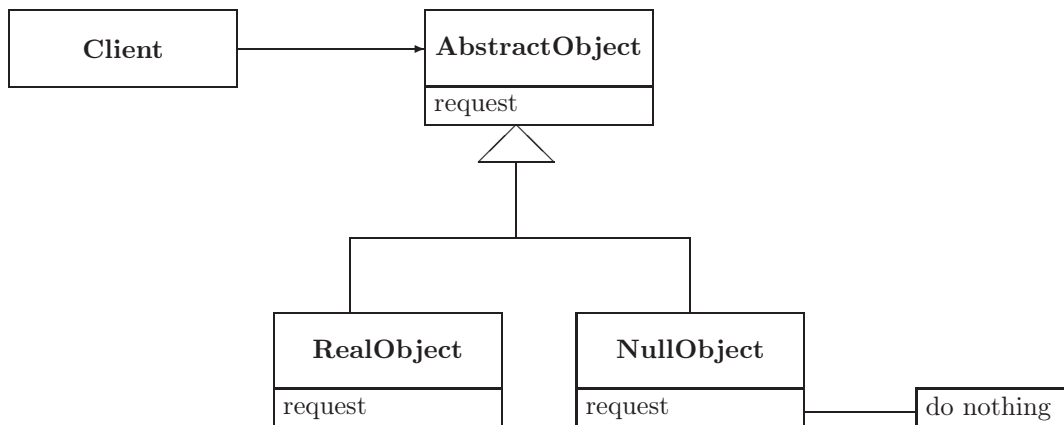 Client
AbstractObject
request
RealObject
NullObject
request
request
do nothing